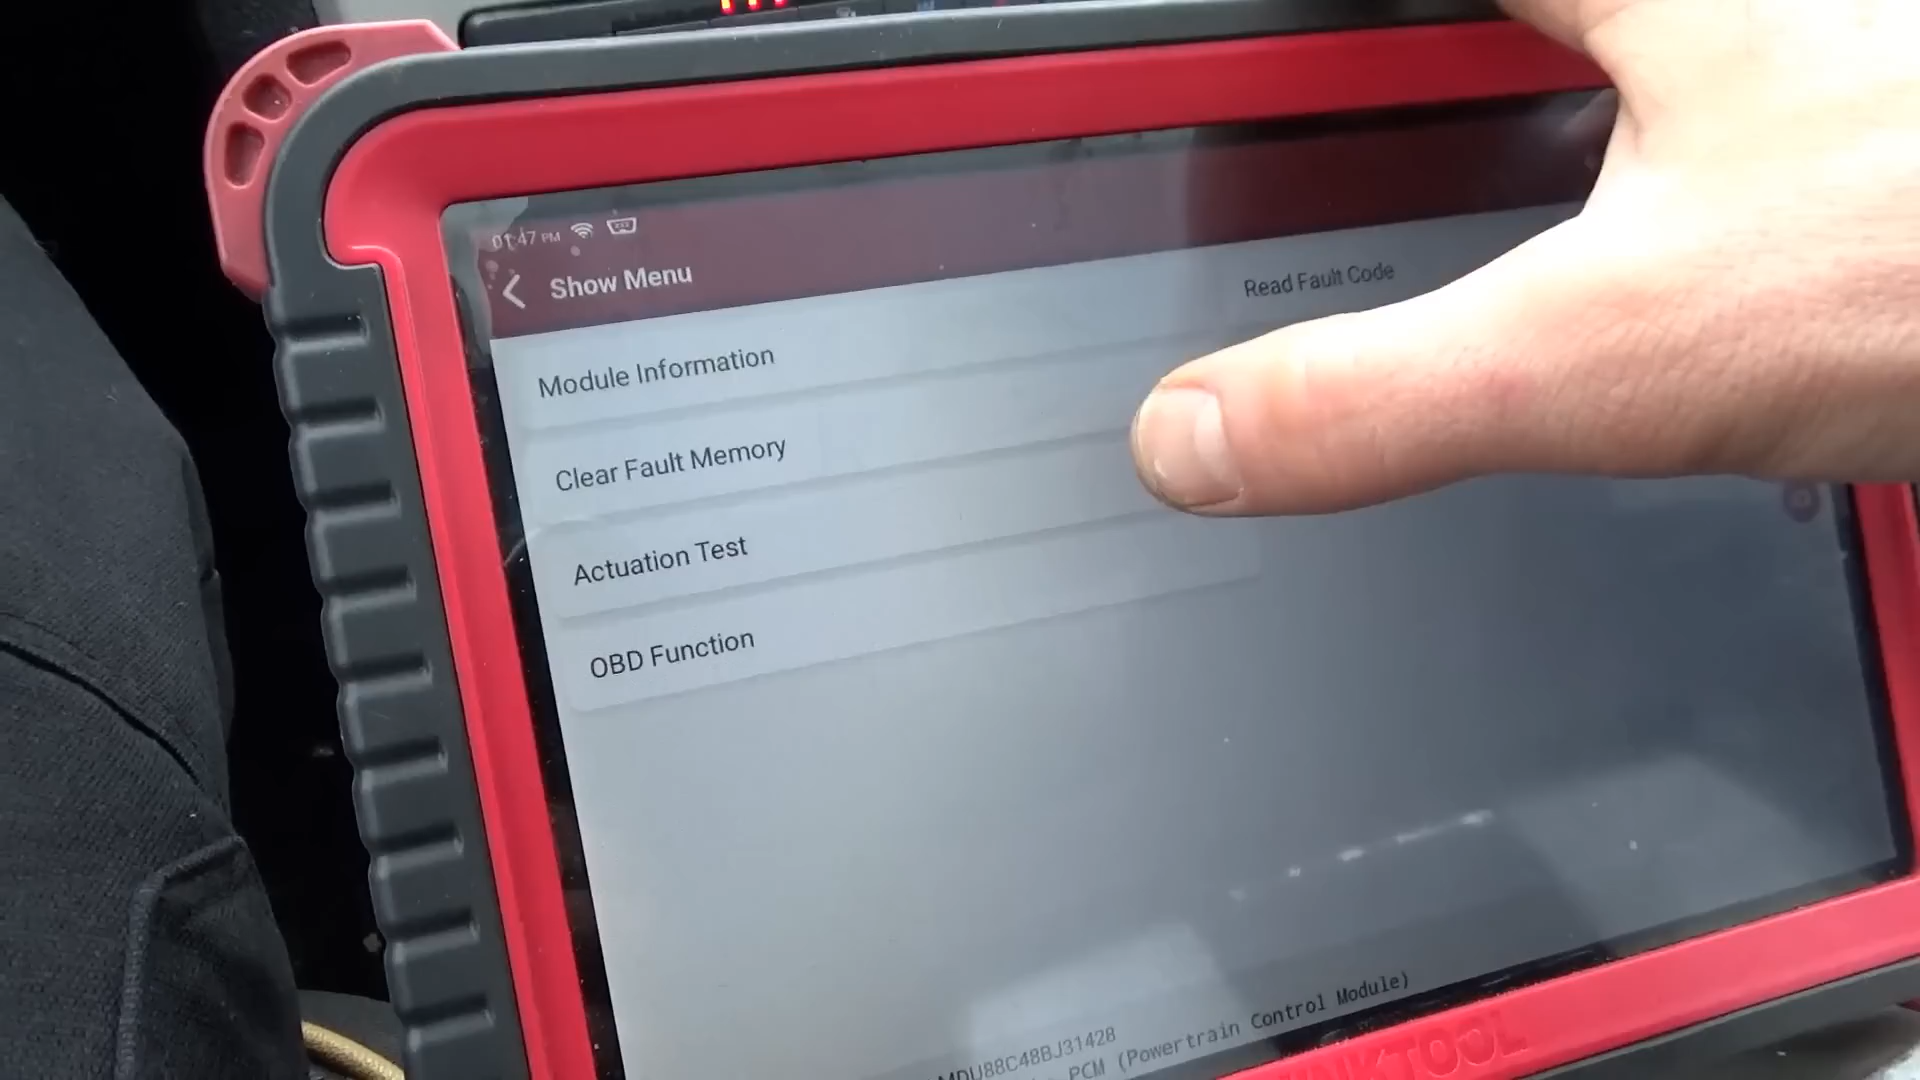 01:47 PM
Show Menu
Module Information
Read Fault Code
Clear Fault Memory
Actuation Test
OBD Function
MDU88C48BJ31428
PCM (Powertrain Control Module)